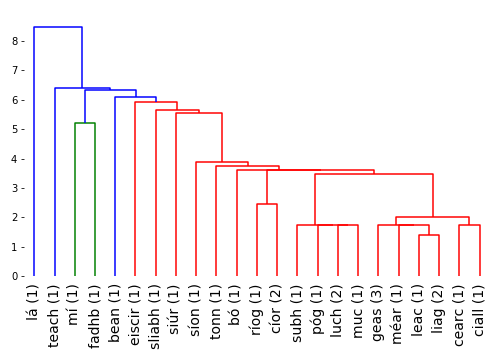 8
7
6
5
4
3
2
1
0
lá (1)
teach (1)
mí (1)
fadhb (1)
bean (1)
eiscir (1)
sliabh (1)
siúr (1)
síon (1)
tonn (1)
bó (1)
ríog (1)
cíor (2)
subh (1)
póg (1)
luch (2)
muc (1)
geas (3)
méar (1)
leac (1)
liag (2)
cearc (1)
ciall (1)